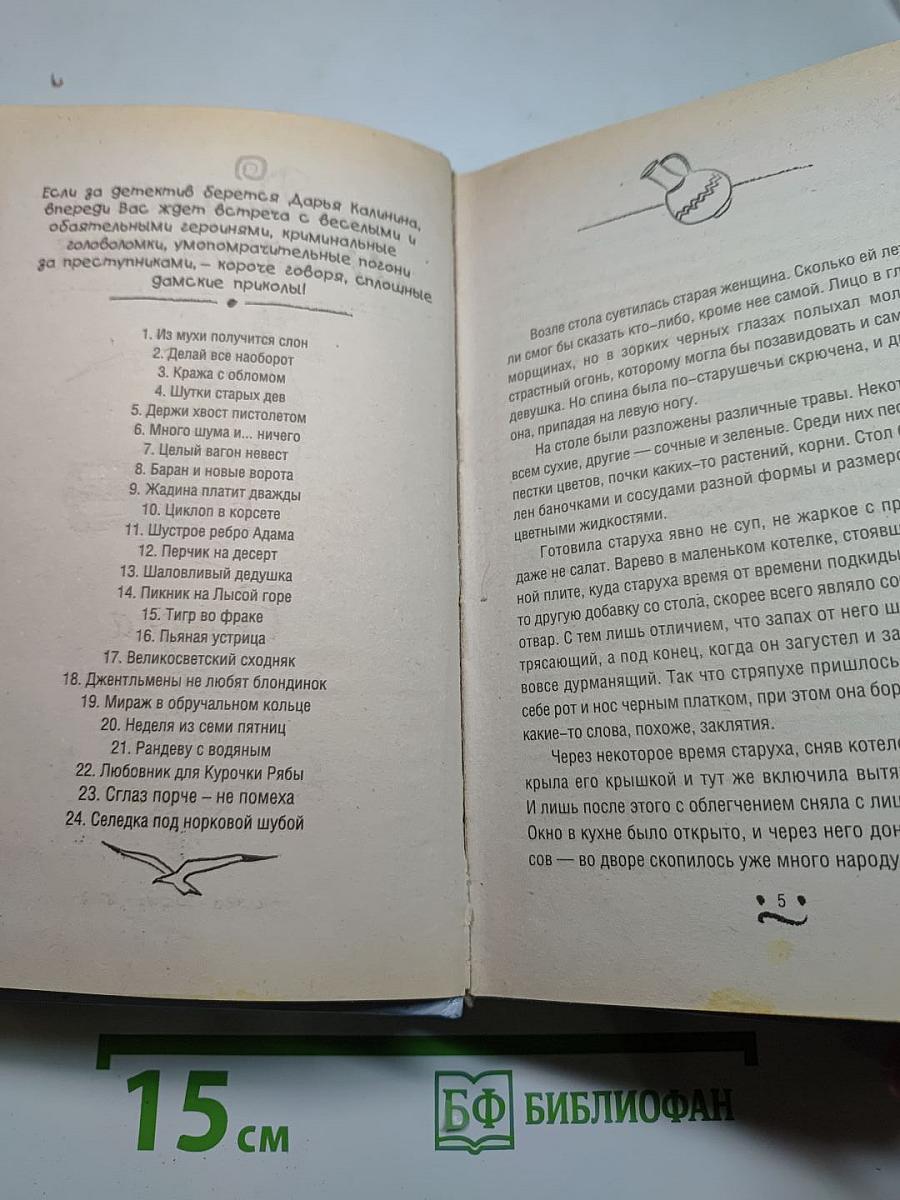 Если за детектив берется Дарья Калинина,
впереди Вас ждет встреча с веселыми и
обаятельными героинями, криминальные
головоломки, умопомрачительные погони
за преступниками, – короче говоря, сплошные
дамские приколы!
1. Из мухи получится слон
2. Делай все наоборот
3. Кража с обломом
4. Шутки старых дев
5. Держи хвост пистолетом
6. Много шума и... ничего
7. Целый вагон невест
8. Баран и новые ворота
9. Жадина платит дважды
10. Циклоп в корсете
11. Шустрое ребро Адама
12. Перчик на десерт
13. Шаловливый дедушка
14. Пикник на Лысой горе
15. Тигр во фраке
16. Пьяная устрица
17. Великосветский сходняк
18. Джентльмены не любят блондинок
19. Мираж в обручальном кольце
20. Неделя из семи пятниц
21. Рандеву с водяным
22. Любовник для Курочки Рябы
23. Сглаз порче – не помеха
24. Селедка под норковой шубой
Возле стола суетилась старая женщина. Сколько ей ле
ли смог бы сказать кто–либо, кроме нее самой. Лицо в гл
морщинах, но в зорких черных глазах полыхал мол
страстный огонь, которому могла бы позавидовать и сам
девушка. Но спина была по–старушечьи скрючена, и д
она, припадая на левую ногу.
На столе были разложены различные травы. Некот
всем сухие, другие — сочные и зеленые. Среди них ле
пестки цветов, почки каких–то растений, корни. Стол б
лен баночками и сосудами разной формы и размеро
цветными жидкостями.
Готовила старуха явно не суп, не жаркое с пр
даже не салат. Варево в маленьком котелке, стоявш
ной плите, куда старуха время от времени подкиды
то другую добавку со стола, скорее всего являло со
отвар. С тем лишь отличием, что запах от него ш
трясающий, а под конец, когда он загустел и за
вовсе дурманящий. Так что стряпухе пришлось
себе рот и нос черным платком, при этом она бор
какие–то слова, похоже, заклятия.
Через некоторое время старуха, сняв котел
крыла его крышкой и тут же включила вытя
И лишь после этого с облегчением сняла с лиц
Окно в кухне было открыто, и через него дон
сов — во дворе скопилось уже много народу
5
15 см
БФ БИБЛИОФАН